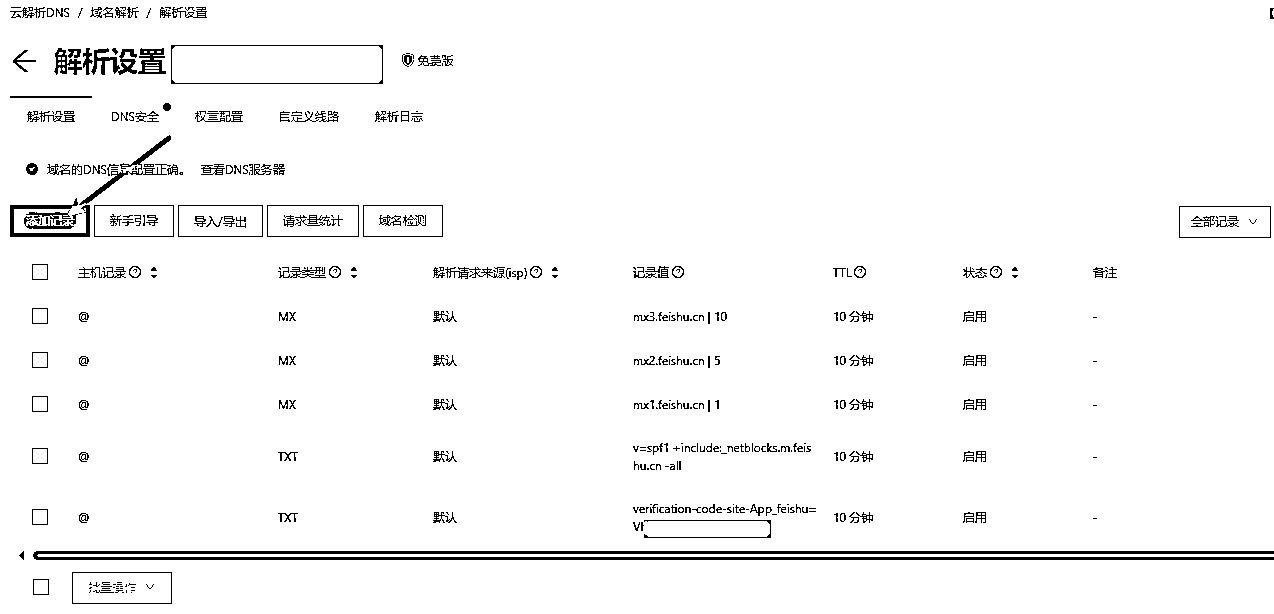 云解析DNS / 域名解析 / 解析设置
解析设置
免费版
解析设置 DNS安全 权重配置 自定义线路 解析日志
域名的DNS信息配置正确。 查看DNS服务器
添加记录 新手引导 导入/导出 请求量统计 域名检测 全部记录
主机记录 记录类型 解析请求来源(isp) 记录值 TTL 状态 备注
@ MX 默认 mx3.feishu.cn | 10 10 分钟 启用 -
@ MX 默认 mx2.feishu.cn | 5 10 分钟 启用 -
@ MX 默认 mx1.feishu.cn | 1 10 分钟 启用 -
@ TXT 默认 v=spf1 +include:_netblocks.m.feis
hu.cn -all 10 分钟 启用 -
@ TXT 默认 verification-code-site-App_feishu=
10 分钟 启用 -
批量操作